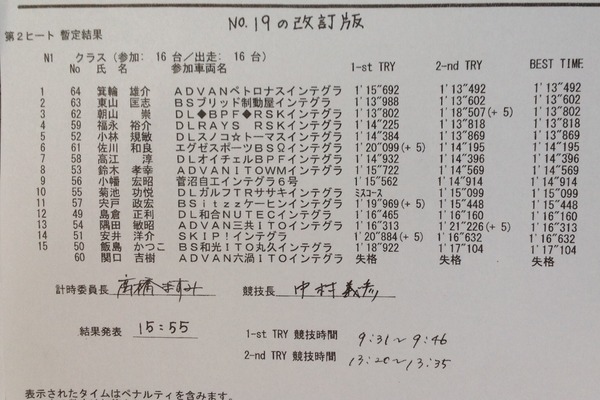 NO.19の改訂版
第2ヒート 暫定結果
N1 クラス(参加: 16 台/出走: 16 台)
No 氏 名 参加車両名 1-st TRY 2-nd TRY BEST TIME
1 64 箕輪 雄介 ADVANペトロナスインテグラ 1'15"692 1'13"492 1'13"492
2 63 東山 匡志 BSブリッド制動屋インテグラ 1'13"988 1'13"602 1'13"602
3 62 朝山 崇 DL◆BPF◆RSKインテグラ 1'13"802 1'18"507(+ 5) 1'13"802
4 59 福永 裕介 DLRAYS RSKインテグラ 1'14"225 1'13"818 1'13"818
5 52 小林 規敏 DLスノコ☆トーマスインテグラ 1'14"384 1'13"869 1'13"869
6 61 佐川 和良 エグゼスポーツBSQインテグラ 1'20"099(+ 5) 1'14"195 1'14"195
7 58 高江 淳 DLオイチェルBPFインテグラ 1'14"932 1'14"396 1'14"396
8 53 鈴木 孝幸 ADVANITOWMインテグラ 1'15"722 1'14"569 1'14"569
9 56 小幡 宏昭 菅沼自工インテグラ6号 1'15"562 1'14"914 1'14"914
10 55 菊池 功悦 DLガルフTRササキインテグラ ミスコース 1'15"099 1'15"099
11 57 宍戸 政宏 BSitzzケーヒンインテグラ 1'19"969(+ 5) 1'15"448 1'15"448
12 49 島倉 正利 DL和合NUTECインテグラ 1'16"465 1'16"160 1'16"160
13 54 隅田 敏昭 ADVAN三共ITOインテグラ 1'16"313 1'21"226(+ 5) 1'16"313
14 51 安井 洋介 SKIP!インテグラ 1'20"884(+ 5) 1'16"632 1'16"632
15 50 飯島 かつこ BS和光ITO丸久インテグラ 1'18"922 1'17"104 1'17"104
60 関口 吉樹 ADVAN六渦ITOインテグラ 失格 失格 失格
計時委員長 高橋ますみ 競技長 中村義彦
結果発表 15:55
1-st TRY 競技時間 9:31〜9:46
2-nd TRY 競技時間 13:20〜13:35
表示されたタイムはペナルティを含みます。